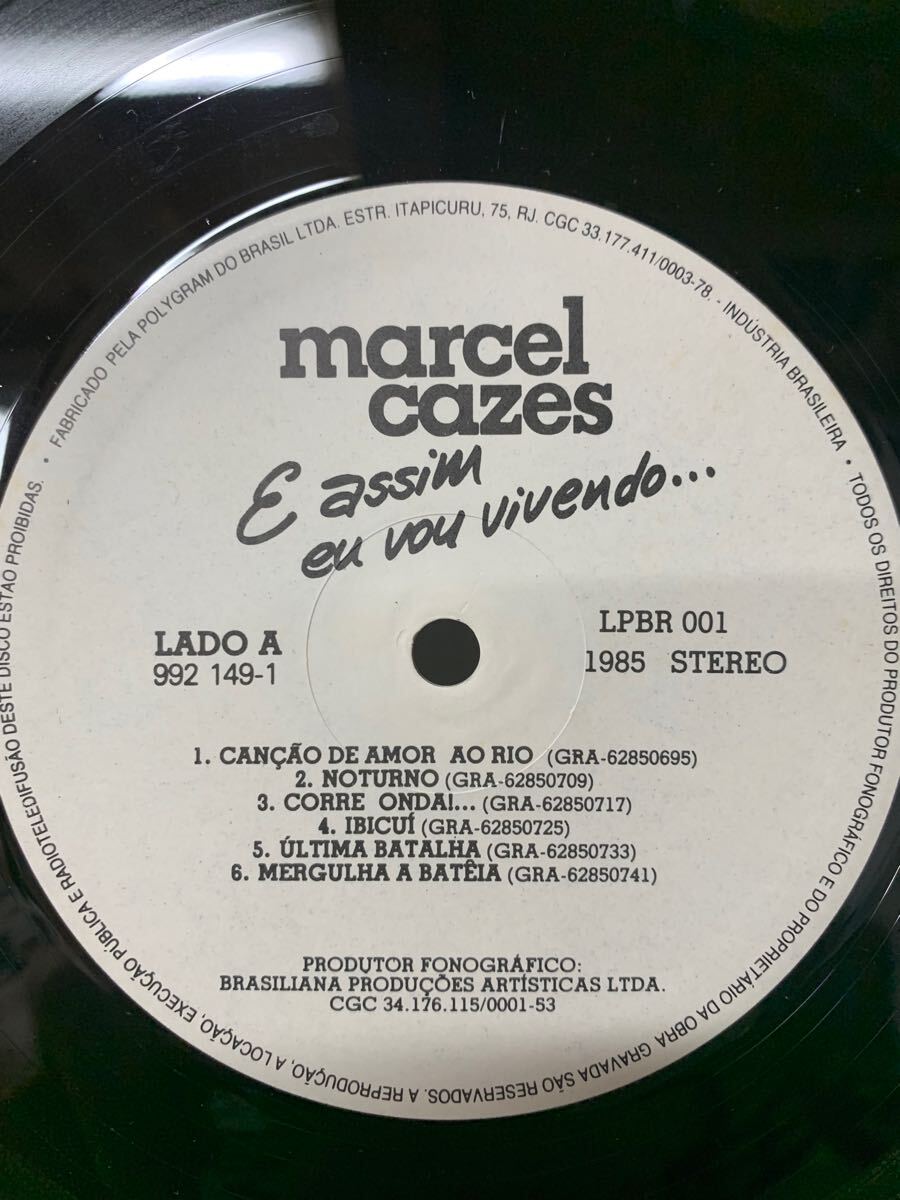 FABRICADO PELA POLYGRAM DO BRASIL LTDA. ESTR. ITAPICURU, 75, RJ. CGC 33.177.411/0003-78. - INDÚSTRIA BRASILEIRA • TODOS OS DIREITOS DO PRODUTOR FONOGRÁFICO E DO PROPRIETÁRIO DA OBRA GRAVADA SÃO RESERVADOS. A REPRODUÇÃO, A LOCAÇÃO, EXECUÇÃO PÚBLICA E RADIOTELEDIFUSÃO DESTE DISCO ESTÃO PROIBIDAS. •
marcel
cazes
E assim
eu vou vivendo...
LADO A
992 149-1
LPBR 001
1985 STEREO
1. CANÇÃO DE AMOR AO RIO (GRA-62850695)
2. NOTURNO (GRA-62850709)
3. CORRE ONDA!... (GRA-62850717)
4. IBICUÍ (GRA-62850725)
5. ÚLTIMA BATALHA (GRA-62850733)
6. MERGULHA A BATÊIA (GRA-62850741)
PRODUTOR FONOGRÁFICO:
BRASILIANA PRODUÇÕES ARTÍSTICAS LTDA.
CGC 34.176.115/0001-53